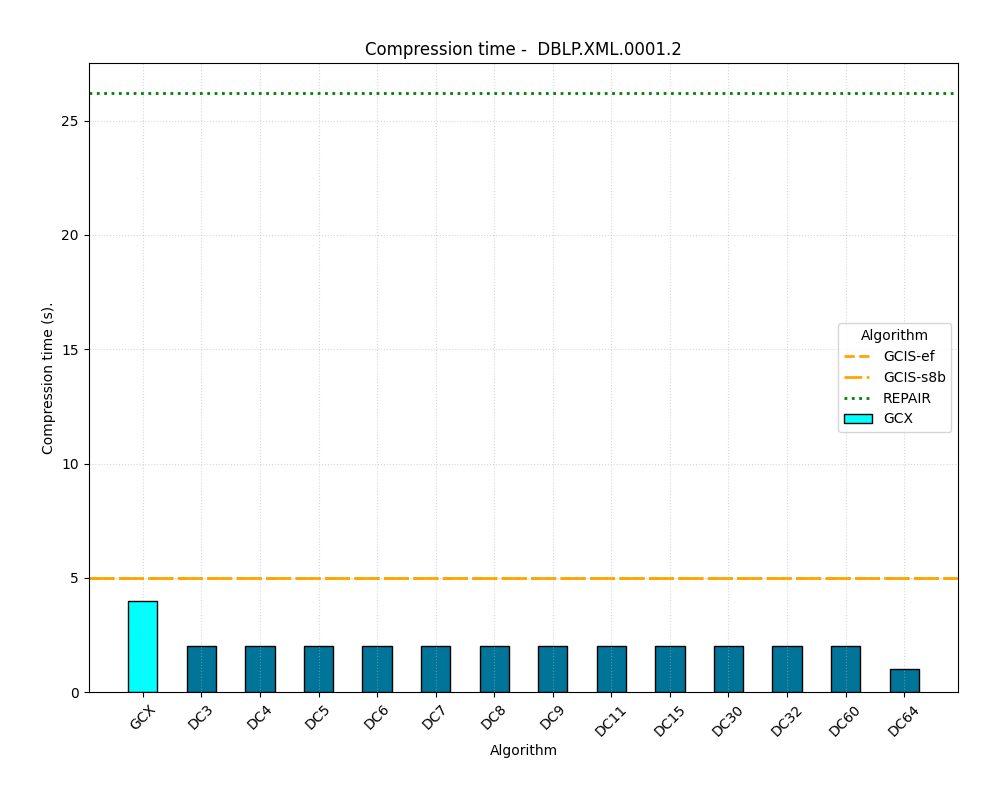 Compression time -  DBLP.XML.0001.2
25
20
15
10
5
0
Compression time (s).
Algorithm
GCIS-ef
GCIS-s8b
REPAIR
GCX
GCX
DC3
DC4
DC5
DC6
DC7
DC8
DC9
DC11
DC15
DC30
DC32
DC60
DC64
Algorithm